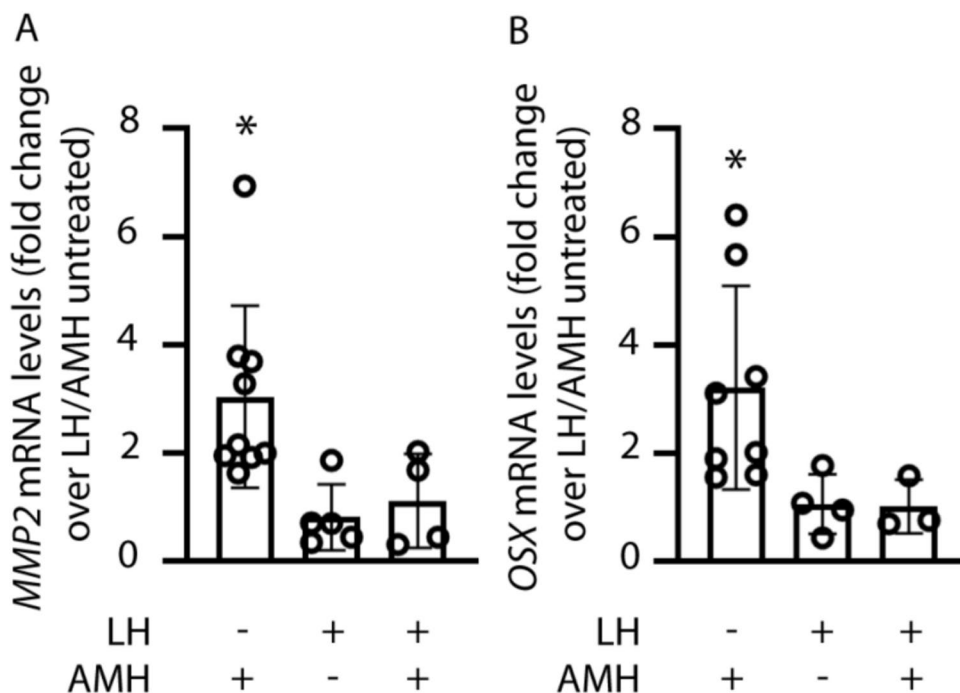 A
MMP2 mRNA levels (fold change
over LH/AMH untreated)
8
6
4
2
0
*
LH - + +
AMH + - +
B
OSX mRNA levels (fold change
over LH/AMH untreated)
8
6
4
2
0
*
LH - + +
AMH + - +